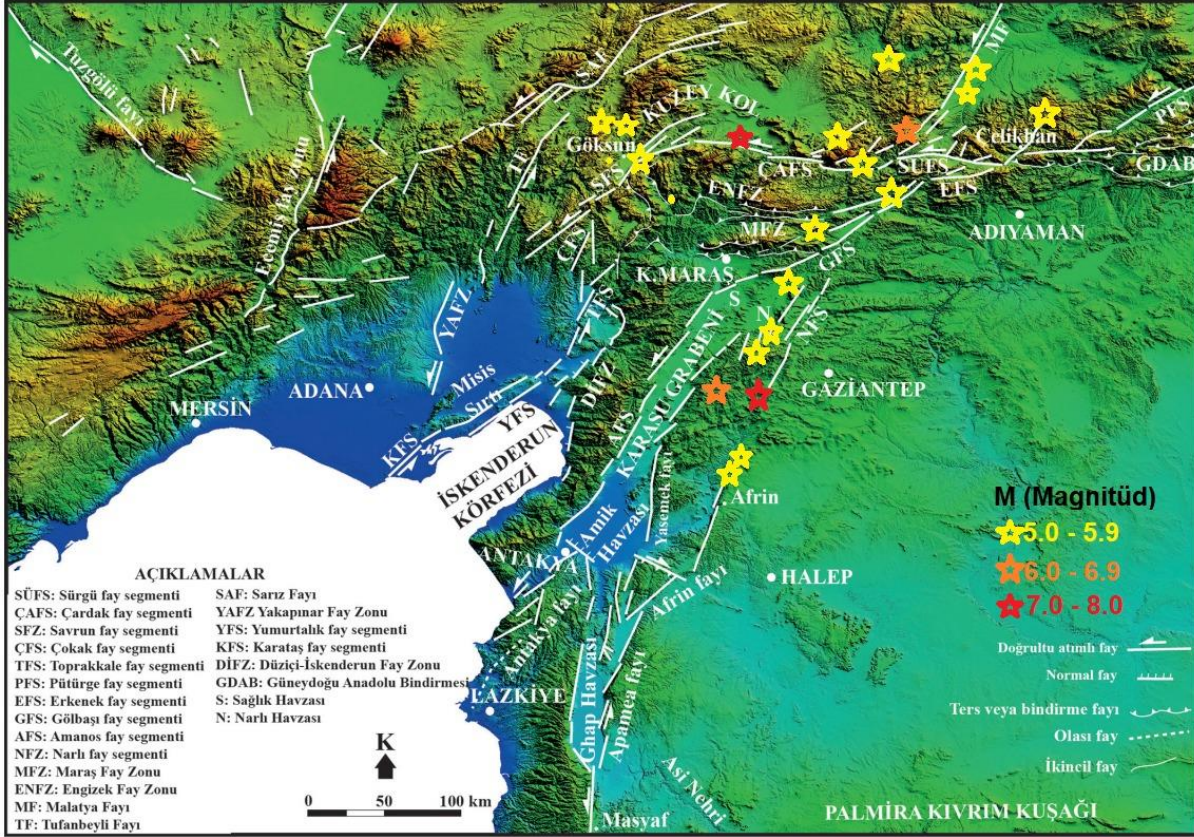 MF
Tuzgölü fayı
SAF
PFS
KUZEY KOL
Göksun
Çelikhan
TF
ÇAFS
SÜFS
GDAB
Ecemiş fay zonu
ENFZ
EFS
MFZ
ADIYAMAN
ÇFS
K.MARAŞ
GFS
S
TFS
YAFZ
N
NFS
KARASU GRABENİ
Misis
Sırtı
DİFZ
ADANA
GAZİANTEP
MERSİN
YFS
AFS
KFS
İSKENDERUN
KÖRFEZİ
Yasemek fayı
Afrin
M (Magnitüd)
5.0 - 5.9
6.0 - 6.9
7.0 - 8.0
Amik
Havzası
ANTAKYA
HALEP
Afrin fayı
Antakya fayı
Doğrultu atımlı fay
Normal fay
Ters veya bindirme fayı
Olası fay
İkincil fay
LAZKİYE
Ghap Havzası
Apamea fayı
Asi Nehri
Masyaf
PALMİRA KIVRIM KUŞAĞI
AÇIKLAMALAR
SÜFS: Sürgü fay segmenti
ÇAFS: Çardak fay segmenti
SFZ: Savrun fay segmenti
ÇFS: Çokak fay segmenti
TFS: Toprakkale fay segmenti
PFS: Pütürge fay segmenti
EFS: Erkenek fay segmenti
GFS: Gölbaşı fay segmenti
AFS: Amanos fay segmenti
NFZ: Narlı fay segmenti
MFZ: Maraş Fay Zonu
ENFZ: Engizek Fay Zonu
MF: Malatya Fayı
TF: Tufanbeyli Fayı
SAF: Sarız Fayı
YAFZ Yakapınar Fay Zonu
YFS: Yumurtalık fay segmenti
KFS: Karataş fay segmenti
DİFZ: Düziçi-İskenderun Fay Zonu
GDAB: Güneydoğu Anadolu Bindirmesi
S: Sağlık Havzası
N: Narlı Havzası
K
0 50 100 km